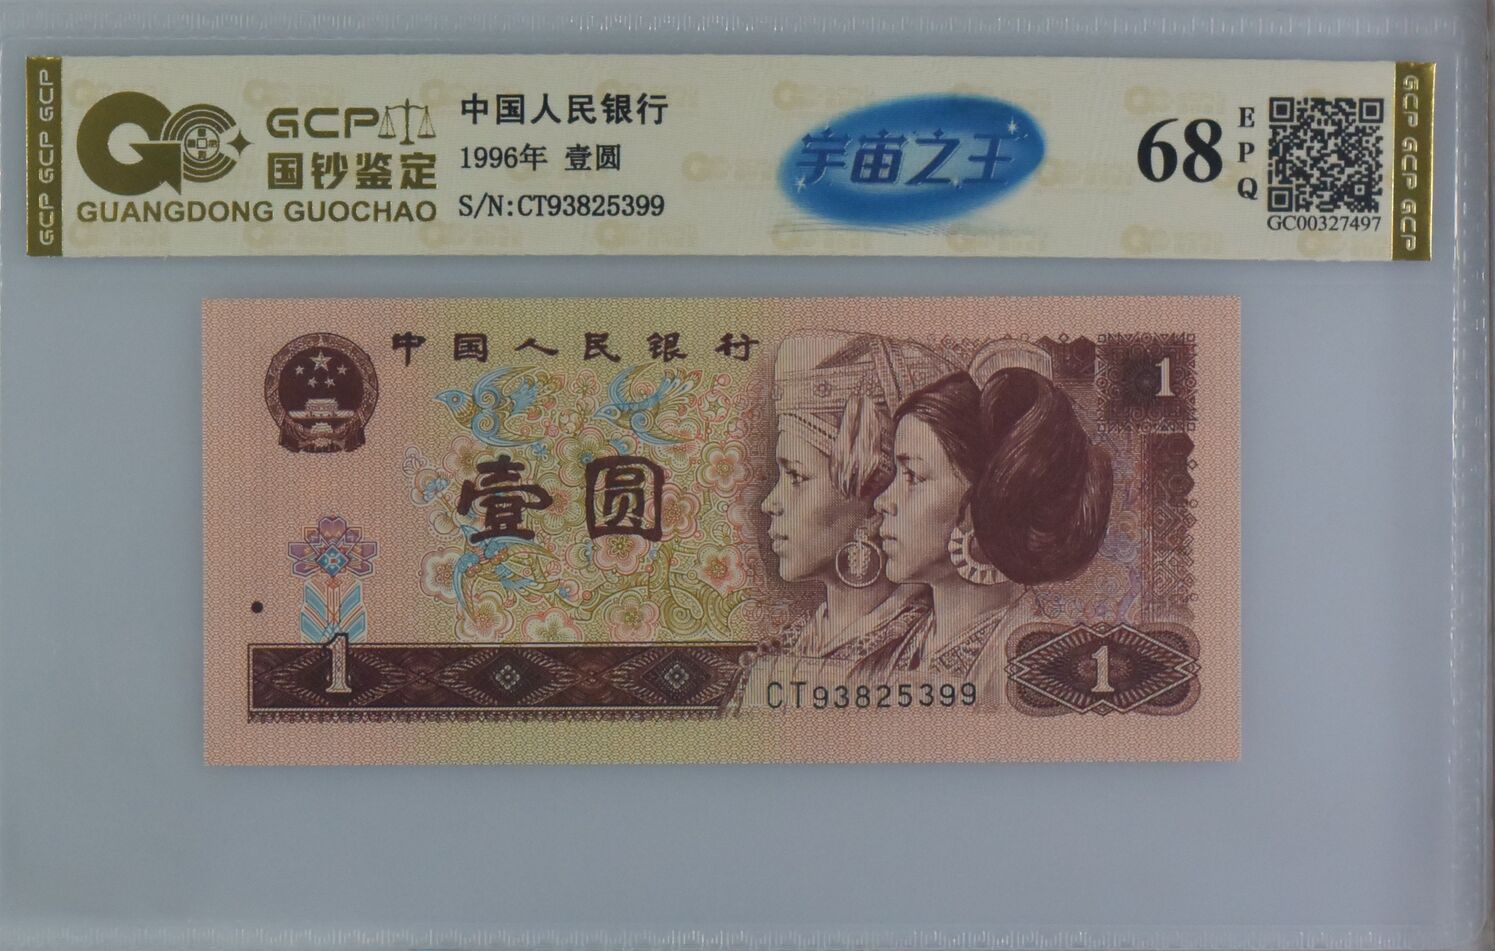 GCP GCP GCP
GCP
国钞鉴定
GUANGDONG GUOCHAO
中国人民银行
1996年 壹圆
S/N:CT93825399
宇宙之王
68
EPQ
GC00327497
GCP GCP GCP
中国人民银行
1
壹圆
1
1
CT93825399